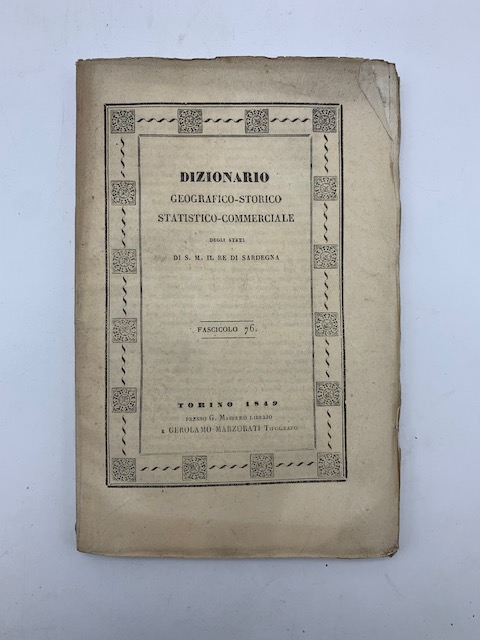 DIZIONARIO
GEOGRAFICO-STORICO
STATISTICO-COMMERCIALE
DEGLI STATI
DI S. M. IL RE DI SARDEGNA
FASCICOLO 76.
TORINO 1849
PRESSO G. MASPERO LIBRAIO
E GEROLAMO-MARZORATI TIPOGRAFO